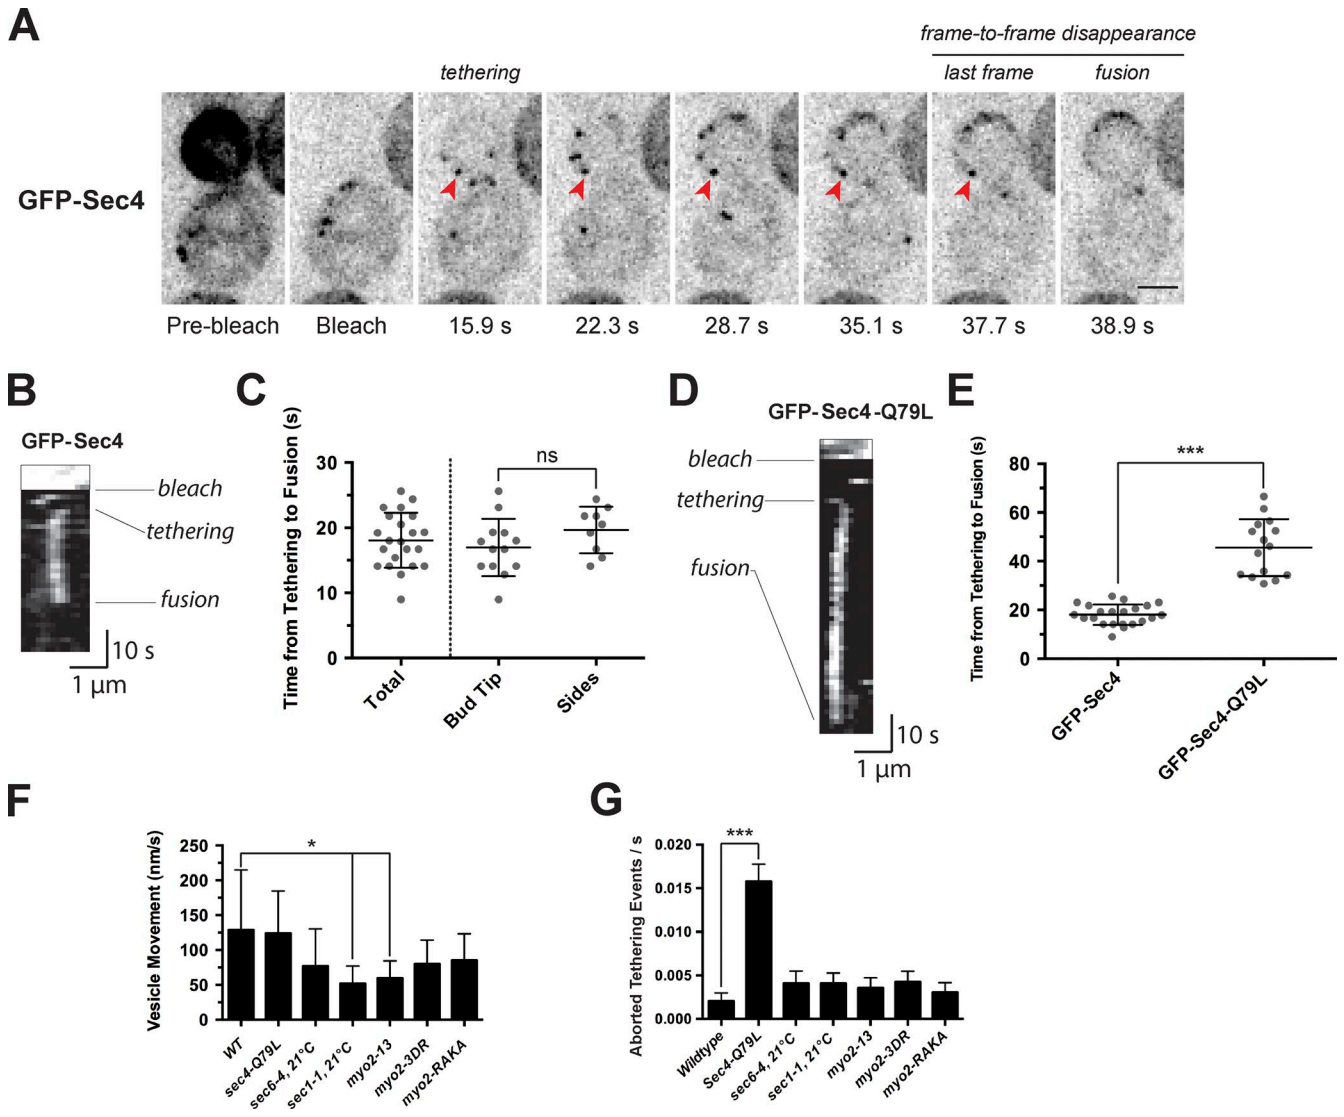 A
frame-to-frame disappearance
tethering
last frame
fusion
GFP-Sec4
Pre-bleach
Bleach
15.9 s
22.3 s
28.7 s
35.1 s
37.7 s
38.9 s
B
GFP-Sec4
bleach
tethering
fusion
10 s
1 µm
C
Time from Tethering to Fusion (s)
30
20
10
0
ns
Total
Bud Tip
Sides
D
GFP-Sec4-Q79L
bleach
tethering
fusion
10 s
1 µm
E
Time from Tethering to Fusion (s)
80
60
40
20
0
***
GFP-Sec4
GFP-Sec4-Q79L
F
Vesicle Movement (nm/s)
250
200
150
100
50
0
*
WT
sec4-Q79L
sec6-4, 21°C
sec1-1, 21°C
myo2-13
myo2-3DR
myo2-RAKA
G
Aborted Tethering Events / s
0.020
0.015
0.010
0.005
0.000
***
Wildtype
Sec4-Q79L
sec6-4, 21°C
sec1-1, 21°C
myo2-13
myo2-3DR
myo2-RAKA